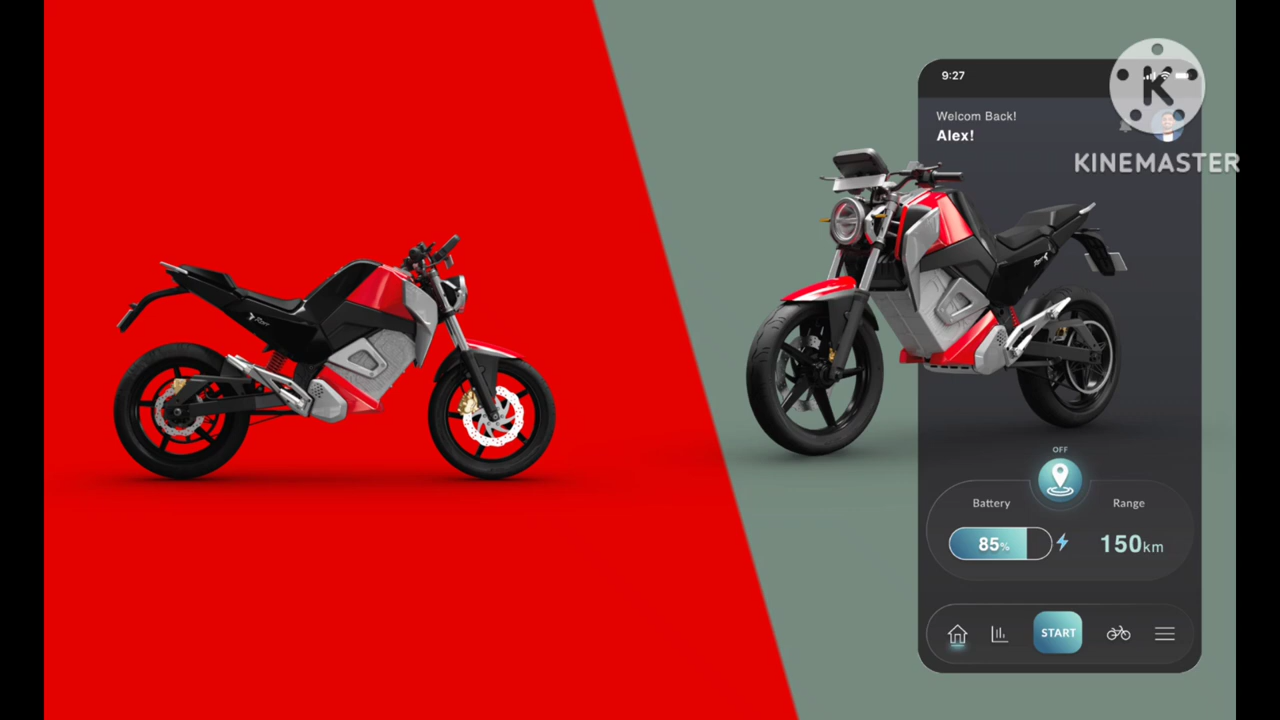 9:27
Welcom Back!
Alex!
KINEMASTER
OFF
Battery
Range
85%
150km
START